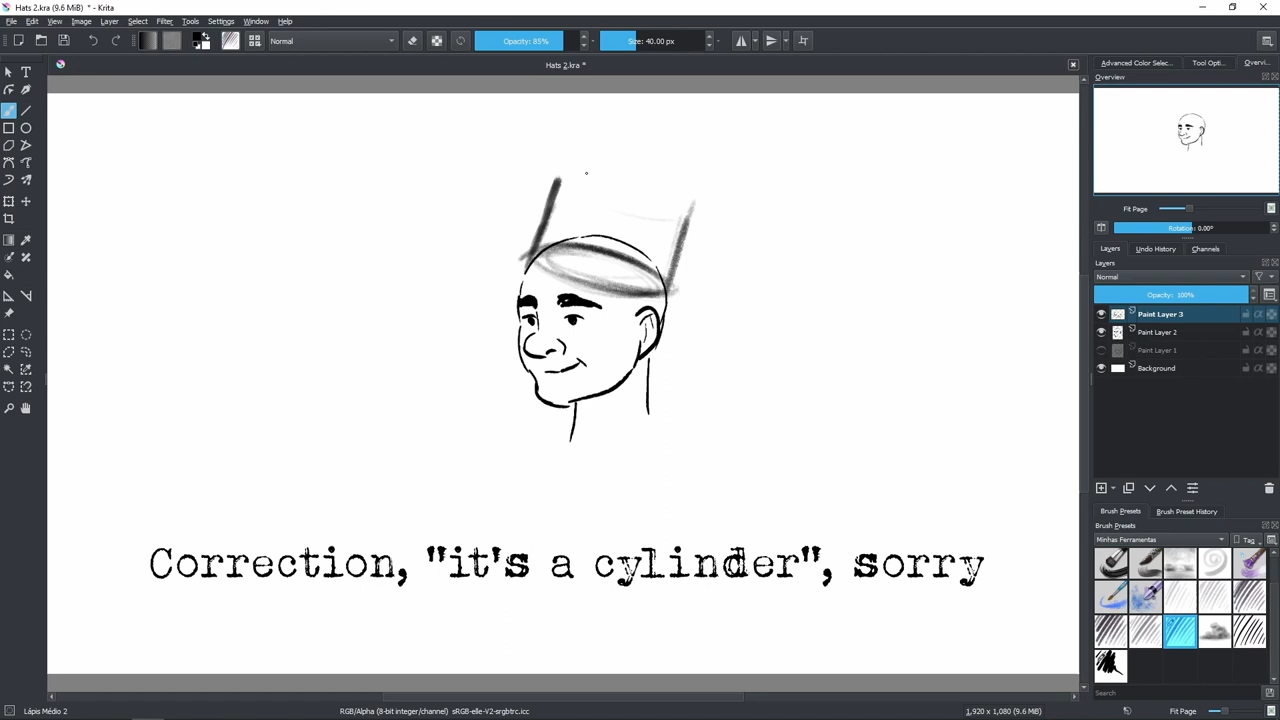 Hats 2.kra (9.6 MiB) * - Krita
File Edit View Image Layer Select Filter Tools Settings Window Help
Normal Opacity: 85% Size: 40.00 px
Hats 2.kra *
Advanced Color Selec... Tool Opti... Overvi...
Overview
Fit Page
Rotation: 0.00°
Layers Undo History Channels
Layers
Normal
Opacity: 100%
Paint Layer 3
Paint Layer 2
Paint Layer 1
Background
Correction, "it's a cylinder", sorry
Brush Presets Brush Preset History
Brush Presets
Minhas Ferramentas Tag
Search
Lápis Médio 2 RGB/Alpha (8-bit integer/channel) sRGB-elle-V2-srgbtrc.icc 1,920 x 1,080 (9.6 MiB) Fit Page